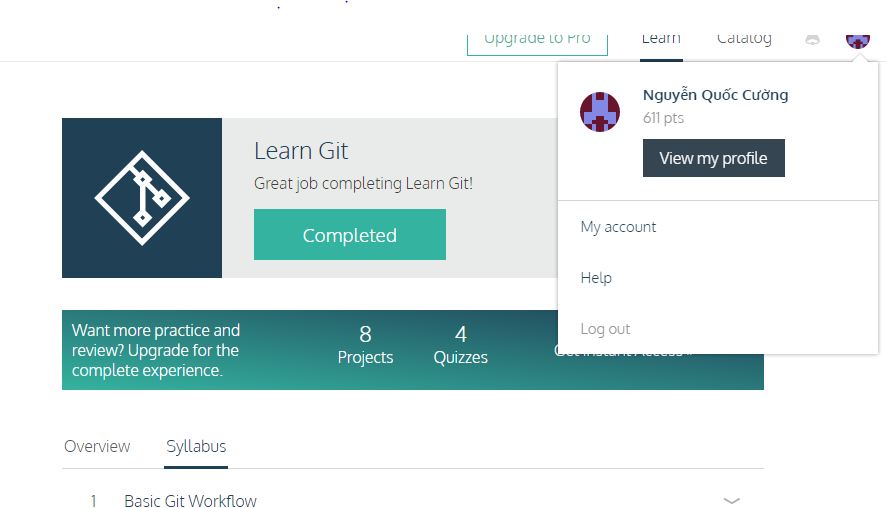 Upgrade to Pro
Learn
Catalog
Nguyễn Quốc Cường
611 pts
View my profile
My account
Help
Log out
Learn Git
Great job completing Learn Git!
Completed
Want more practice and
review? Upgrade for the
complete experience.
8
Projects
4
Quizzes
Get Instant Access »
Overview
Syllabus
1 Basic Git Workflow